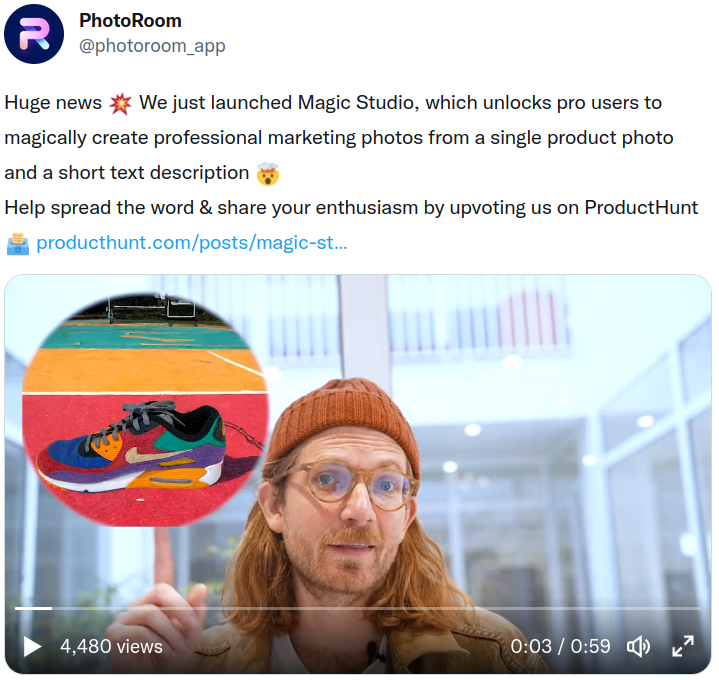 PhotoRoom
@photoroom_app
Huge news 💥 We just launched Magic Studio, which unlocks pro users to
magically create professional marketing photos from a single product photo
and a short text description 🤯
Help spread the word & share your enthusiasm by upvoting us on ProductHunt
🗳️ producthunt.com/posts/magic-st...
4,480 views
0:03 / 0:59